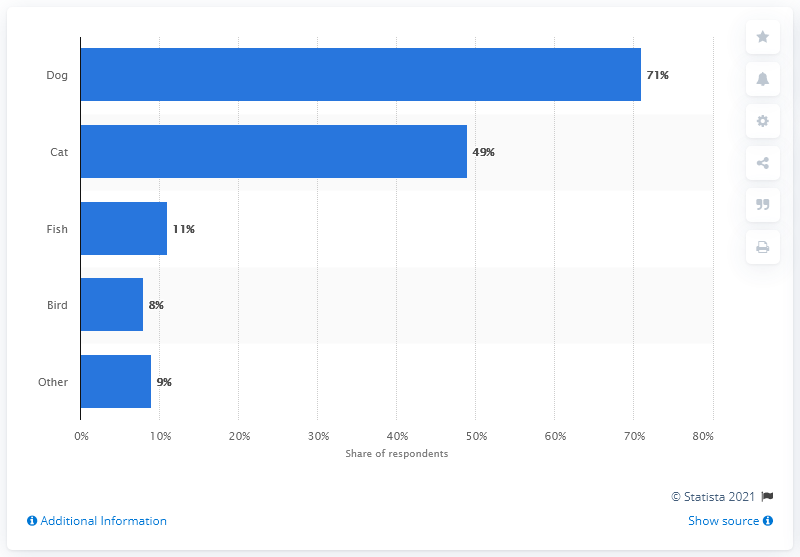 Dog
71%
Cat
49%
Fish
11%
Bird
8%
Other
9%
0% 10% 20% 30% 40% 50% 60% 70% 80%
Share of respondents
© Statista 2021
Additional Information
Show source